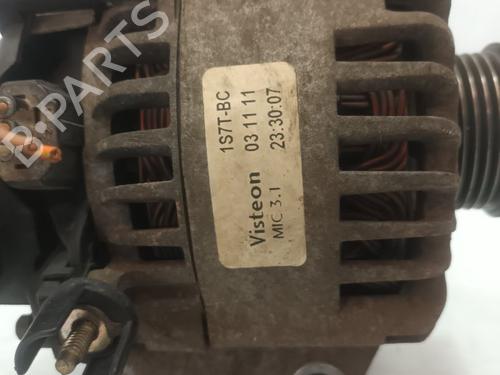 1S7T-BC
03 11 11
23:30:07
Visteon
MIC 3.1
B-PARTS